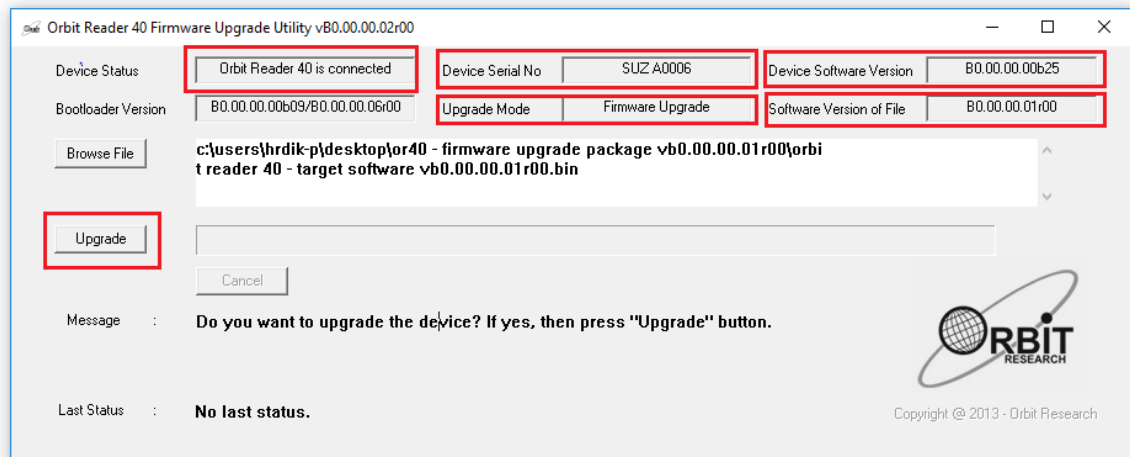 Orbit Reader 40 Firmware Upgrade Utility vB0.00.00.02r00
Device Status Orbit Reader 40 is connected Device Serial No SUZ A0006 Device Software Version B0.00.00.00b25
Bootloader Version B0.00.00.00b09/B0.00.00.06r00 Upgrade Mode Firmware Upgrade Software Version of File B0.00.00.01r00
Browse File c:\users\hrdik-p\desktop\or40 - firmware upgrade package vb0.00.00.01r00\orbi
t reader 40 - target software vb0.00.00.01r00.bin
Upgrade
Cancel
Message : Do you want to upgrade the device? If yes, then press "Upgrade" button.
ORBIT
RESEARCH
Last Status : No last status.
Copyright @ 2013 - Orbit Research